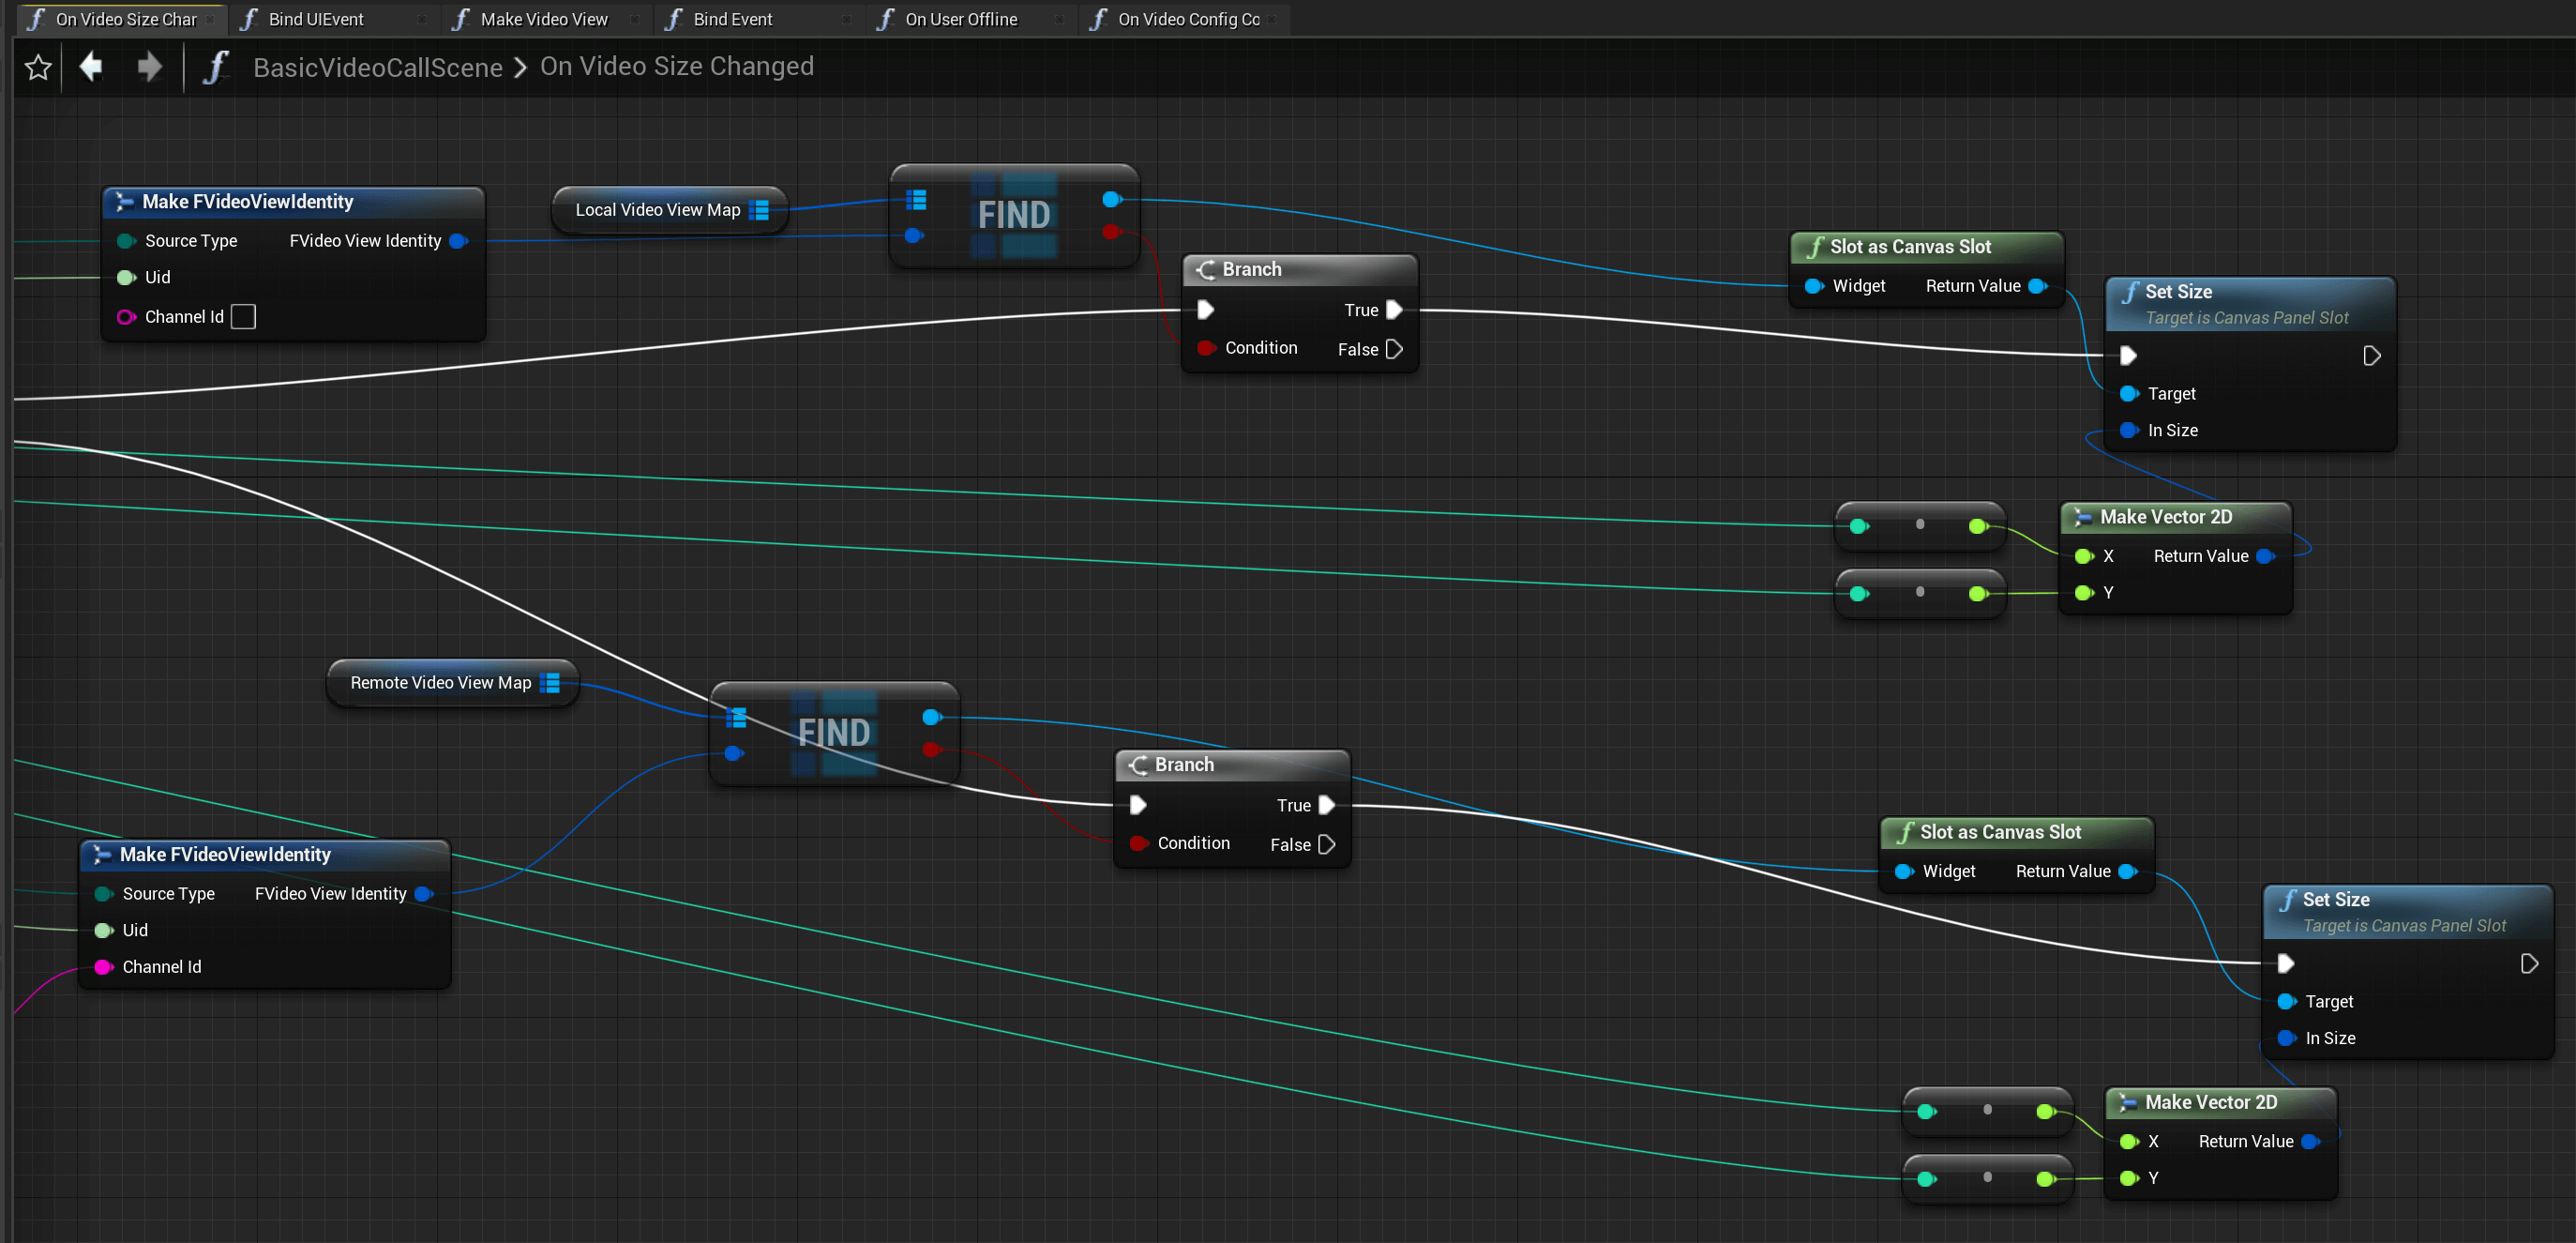 On Video Size Char
Bind UIEvent
Make Video View
Bind Event
On User Offline
On Video Config Cc
BasicVideoCallScene > On Video Size Changed
Make FVideoViewIdentity
Source Type
FVideo View Identity
Uid
Channel Id
Local Video View Map
FIND
Branch
True
Condition
False
Slot as Canvas Slot
Widget
Return Value
Set Size
Target is Canvas Panel Slot
Target
In Size
Make Vector 2D
X
Return Value
Y
Remote Video View Map
FIND
Branch
True
Condition
False
Make FVideoViewIdentity
Source Type
FVideo View Identity
Uid
Channel Id
Slot as Canvas Slot
Widget
Return Value
Set Size
Target is Canvas Panel Slot
Target
In Size
Make Vector 2D
X
Return Value
Y